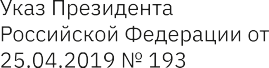 Указ Президента
Российской Федерации от
25.04.2019 № 193